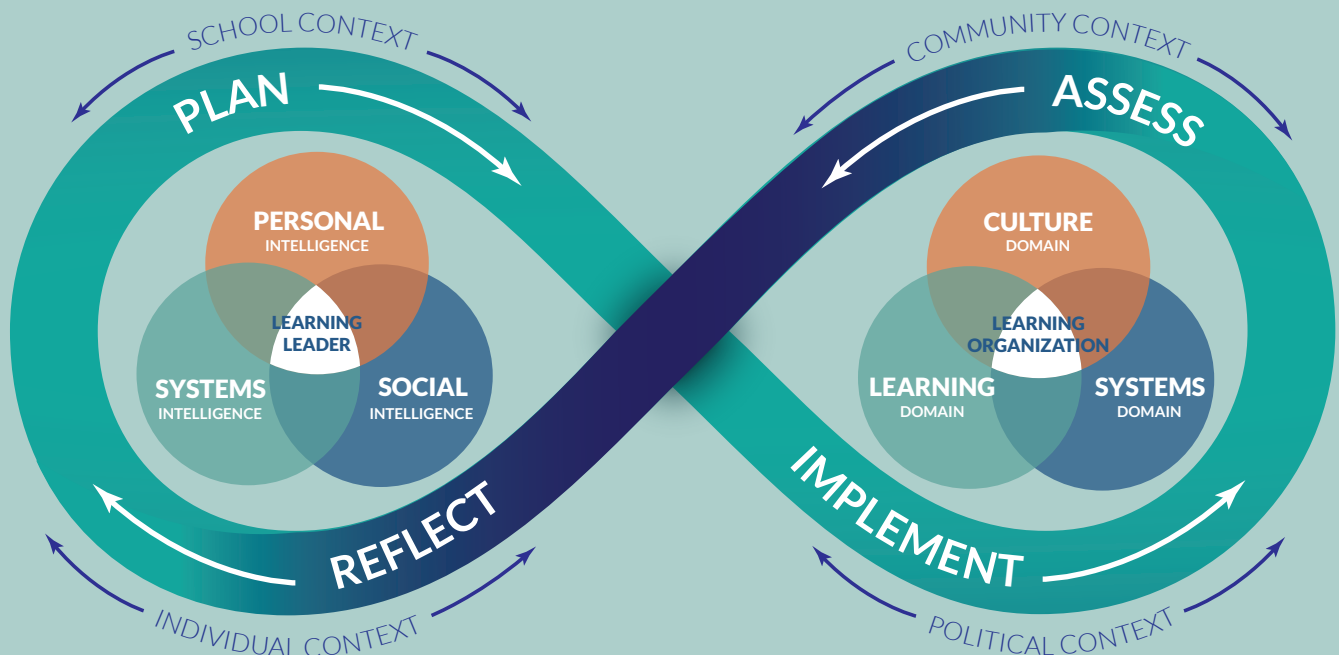 SCHOOL CONTEXT
PLAN
PERSONAL
INTELLIGENCE
LEARNING
LEADER
SYSTEMS
INTELLIGENCE
SOCIAL
INTELLIGENCE
REFLECT
INDIVIDUAL CONTEXT
COMMUNITY CONTEXT
ASSESS
CULTURE
DOMAIN
LEARNING
ORGANIZATION
LEARNING
DOMAIN
SYSTEMS
DOMAIN
IMPLEMENT
POLITICAL CONTEXT